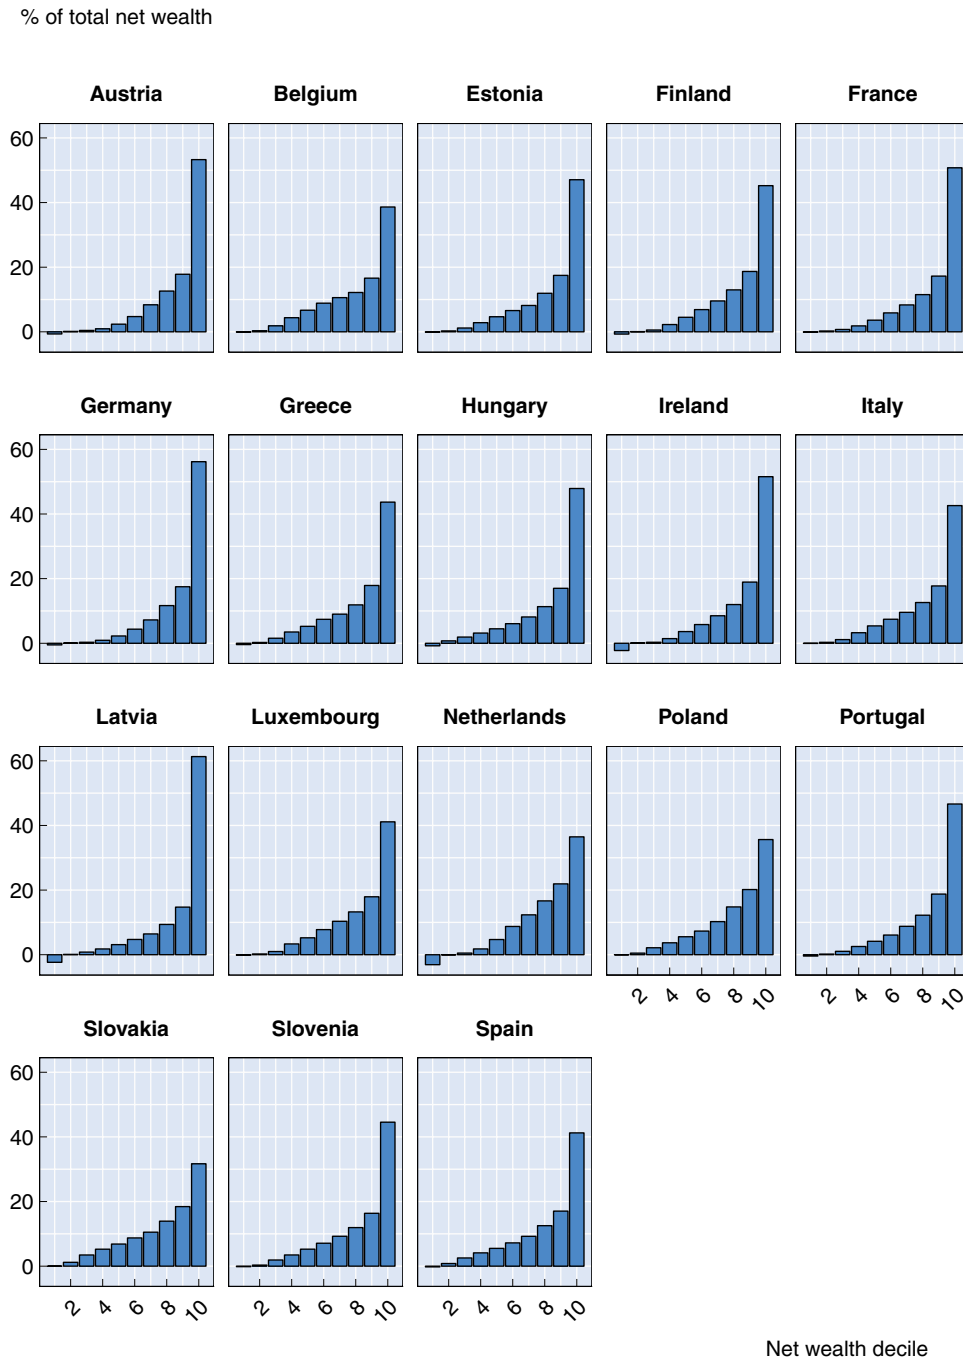 % of total net wealth
Austria Belgium Estonia Finland France
60
40
20
0
Germany Greece Hungary Ireland Italy
60
40
20
0
Latvia Luxembourg Netherlands Poland Portugal
60
40
20
0
2 4 6 8 10 2 4 6 8 10
Slovakia Slovenia Spain
60
40
20
0
2 4 6 8 10 2 4 6 8 10 2 4 6 8 10
Net wealth decile